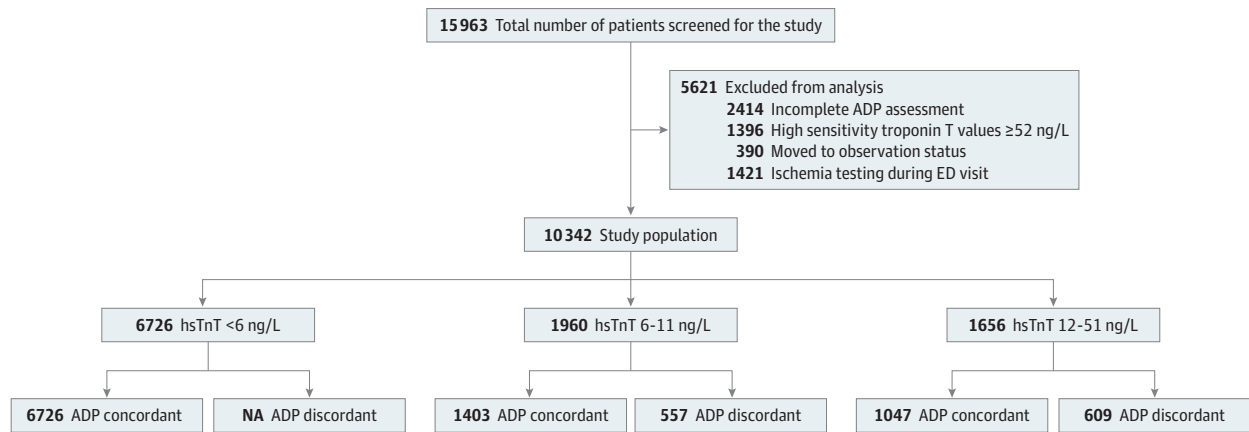 15963 Total number of patients screened for the study
5621 Excluded from analysis
2414 Incomplete ADP assessment
1396 High sensitivity troponin T values ≥52 ng/L
390 Moved to observation status
1421 Ischemia testing during ED visit
10342 Study population
6726 hsTnT <6 ng/L
1960 hsTnT 6-11 ng/L
1656 hsTnT 12-51 ng/L
6726 ADP concordant
NA ADP discordant
1403 ADP concordant
557 ADP discordant
1047 ADP concordant
609 ADP discordant